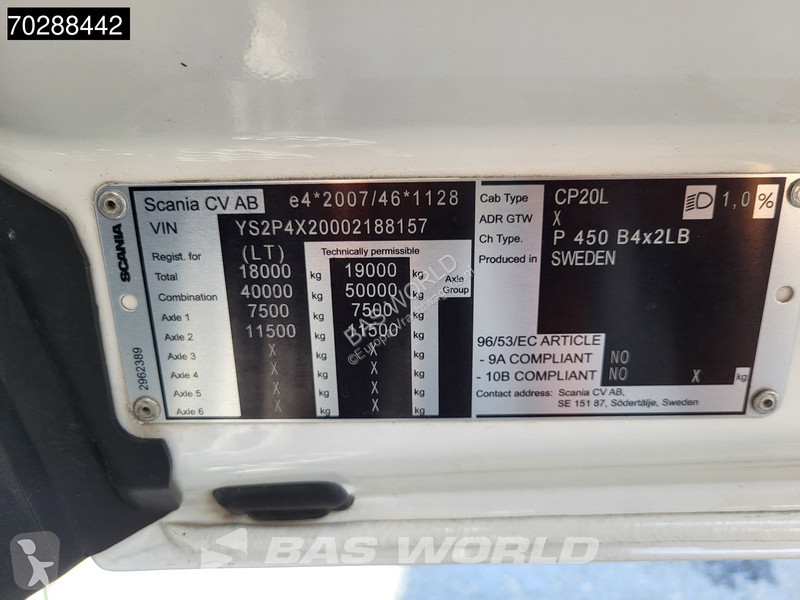 70288442
Scania CV AB e4*2007/46*1128
VIN YS2P4X20002188157
Regist. for (LT) Technically permissible
Total 18000 kg 19000 kg
Combination 40000 kg 50000 kg Axle Group
Axle 1 7500 kg 7500 kg
Axle 2 11500 kg 11500 kg
Axle 3 X kg X kg
Axle 4 X kg X kg
Axle 5 X kg X kg
Axle 6 X kg X kg
SCANIA
2962389
Cab Type CP20L 1,0 %
ADR GTW X
Ch Type. P 450 B4x2LB
Produced in SWEDEN
96/53/EC ARTICLE
- 9A COMPLIANT NO
- 10B COMPLIANT NO X kg
Contact address: Scania CV AB,
SE 151 87, Södertälje, Sweden
BAS WORLD
BAS WORLD